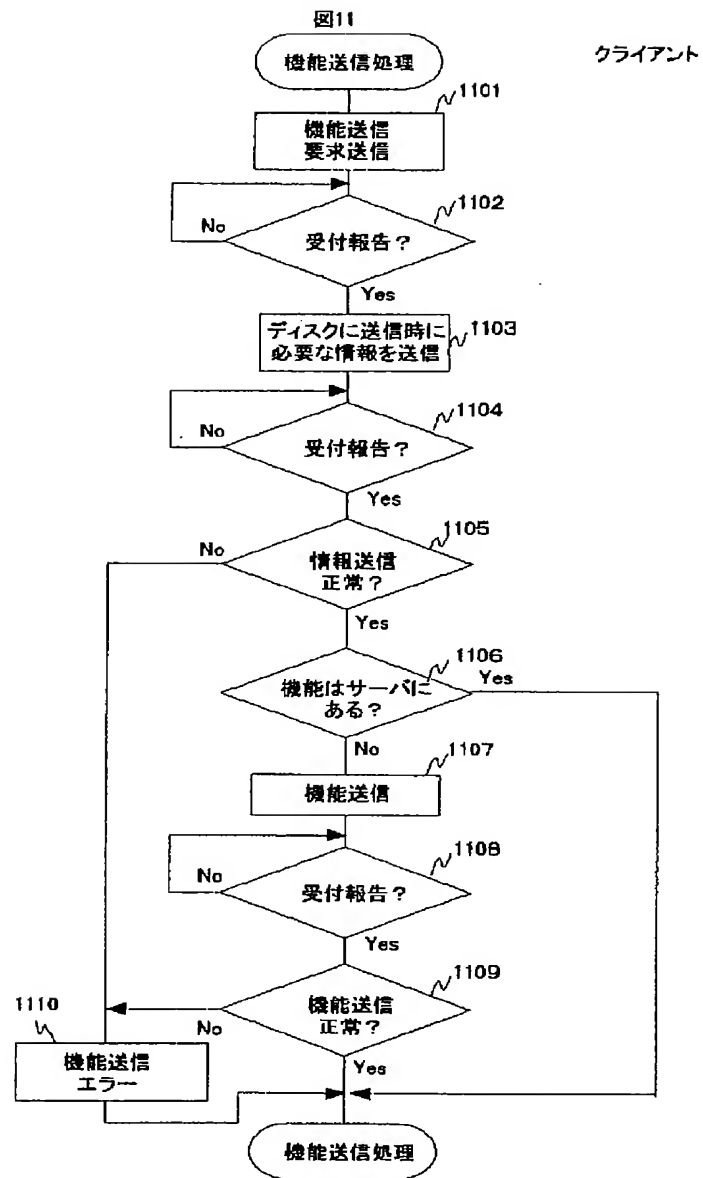 図11
機能送信処理
クライアント
1101
機能送信
要求送信
1102
No
受付報告？
Yes
ディスクに送信時に
必要な情報を送信
1103
1104
No
受付報告？
Yes
1105
No
情報送信
正常？
Yes
1106
機能はサーバに
ある？
Yes
No
1107
機能送信
1108
No
受付報告？
Yes
1109
1110
機能送信
正常？
No
機能送信
エラー
Yes
機能送信処理